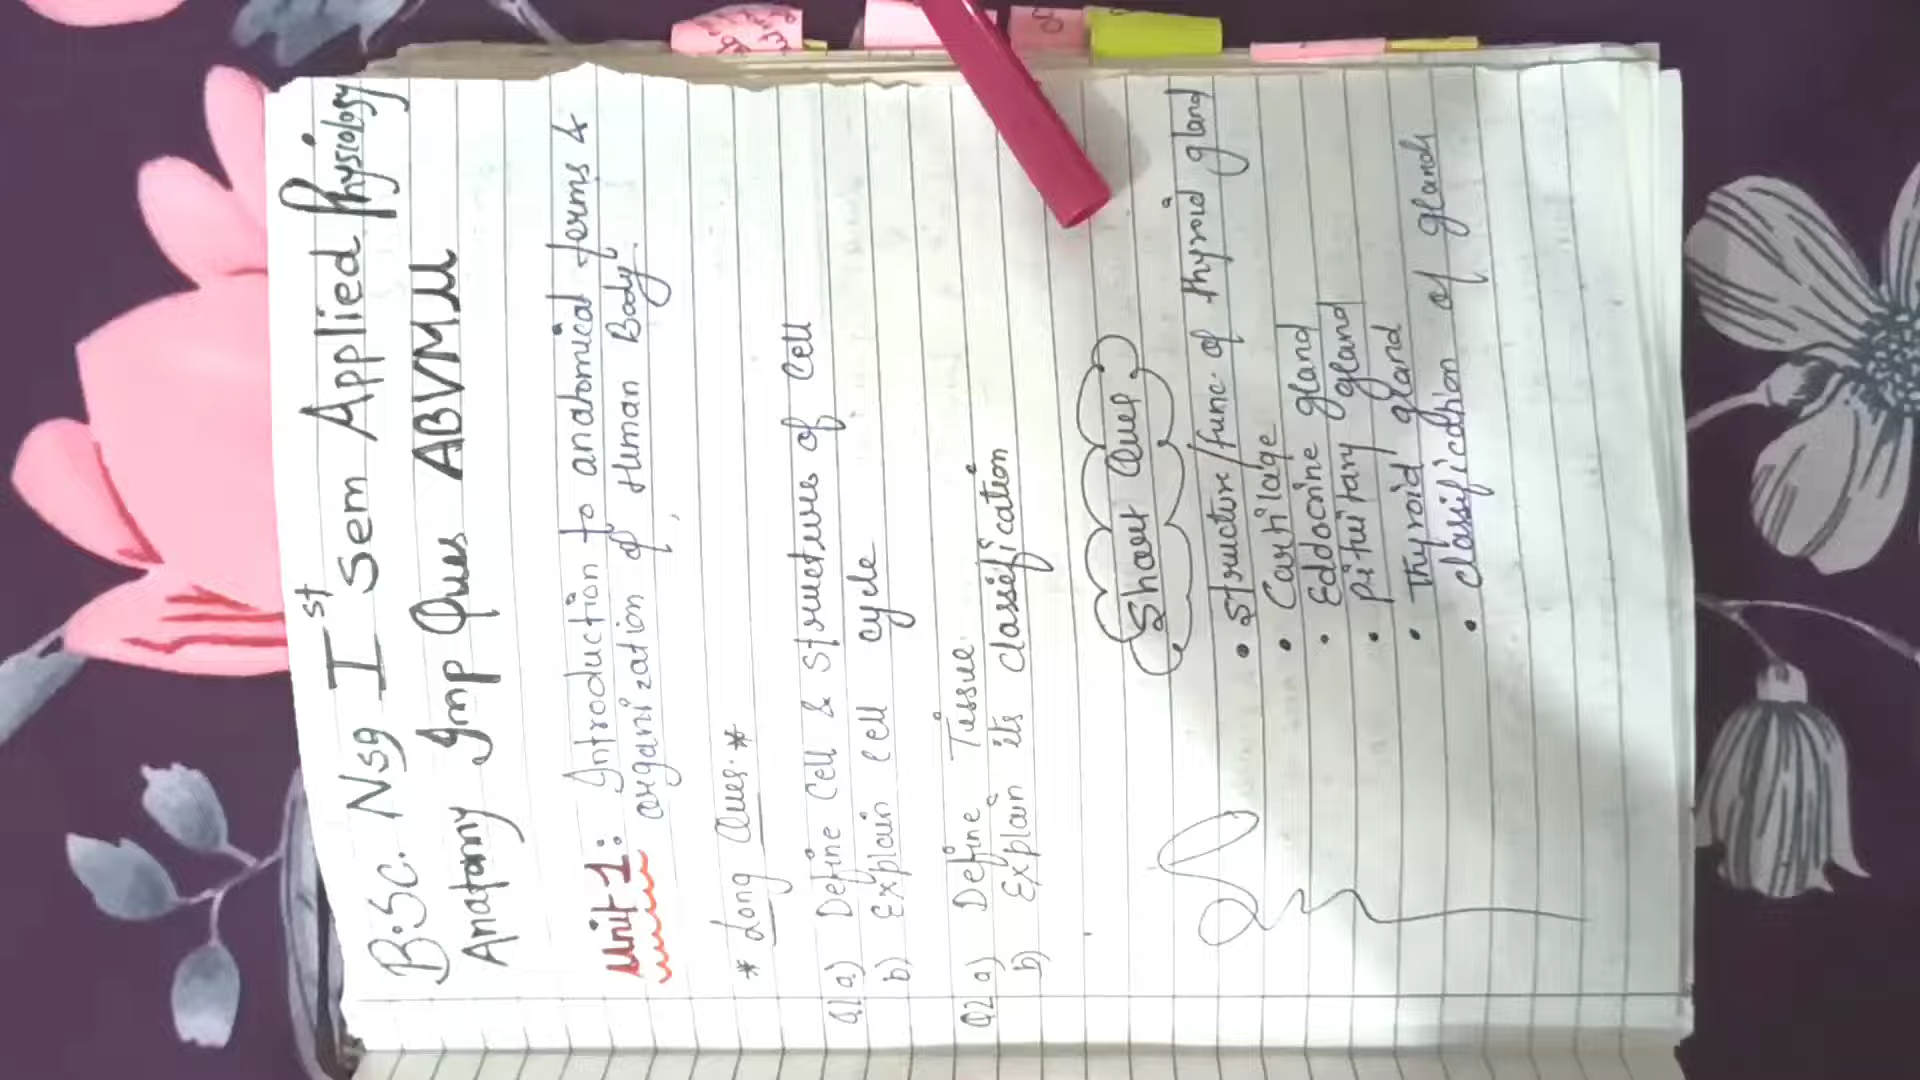 B.Sc. Nsg Ist Sem Applied Physiology
Anatomy Imp Ques ABVMU
Unit 1: Introduction to anatomical terms &
organization of Human Body.
* Long Ques. *
Q1 a) Define Cell & Structures of Cell
b) Explain cell cycle
Q2 a) Define Tissue.
b) Explain its classification
Short Ques
• Structure/func. of thyroid gland
• Cartilage
• Eddocrine gland
• Pituitary gland
• Thyroid gland
• classification of glands